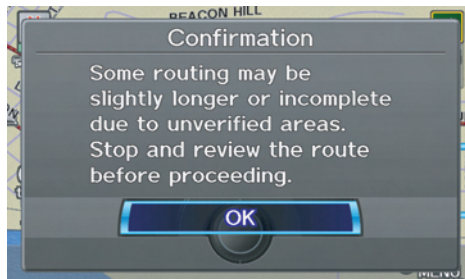 BEACON HILL
Confirmation
Some routing may be
slightly longer or incomplete
due to unverified areas.
Stop and review the route
before proceeding.
OK
MENU